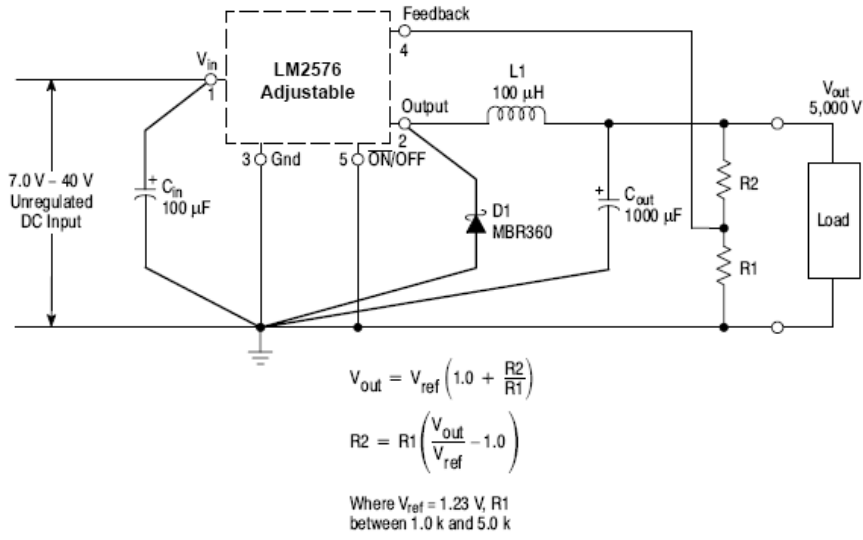 Feedback
4
V_in
1
LM2576
Adjustable
L1
100 μH
V_out
5,000 V
Output
2
3 Gnd
5 ON/OFF
7.0 V – 40 V
Unregulated
DC Input
+ C_in
100 μF
D1
MBR360
+ C_out
1000 μF
R2
Load
R1
V_out = V_ref (1.0 + R2/R1)
R2 = R1 (V_out/V_ref – 1.0)
Where V_ref = 1.23 V, R1
between 1.0 k and 5.0 k